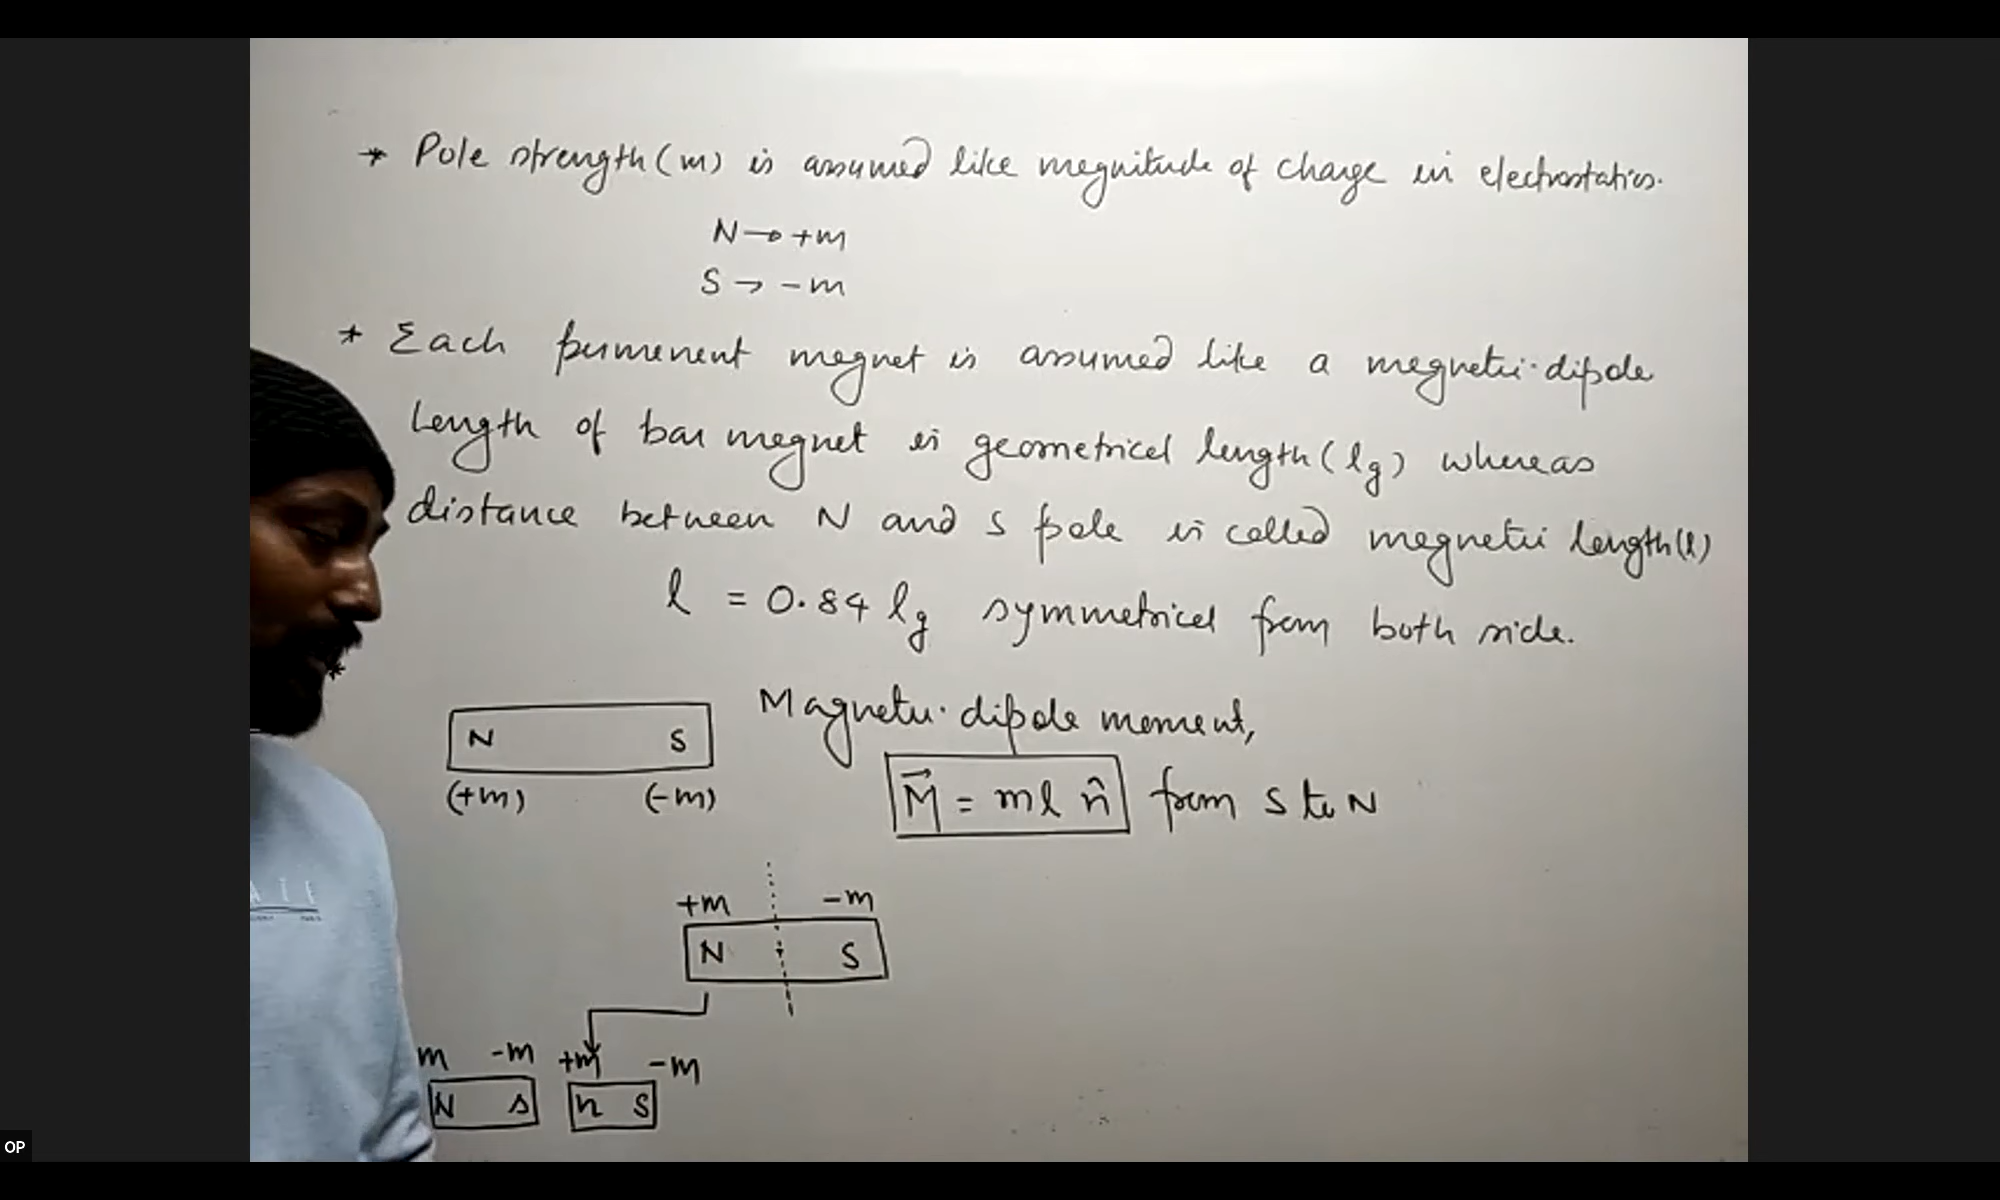 * Pole strength (m) is assumed like megnitude of charge in electrostatics.
N → +m
S → -m
* Each permenent megnet is assumed like a megnetic dipole
Length of bar megnet is geometrical length (lg) whereas
distance between N and S pole is called megnetic length (l)
l = 0.84 lg symmetrical from both side.
*
N S
(+m) (-m)
Magnetic dipole moment,
M⃗ = ml n̂ from S to N
+m -m
N S
m -m +m -m
N s n S
OP